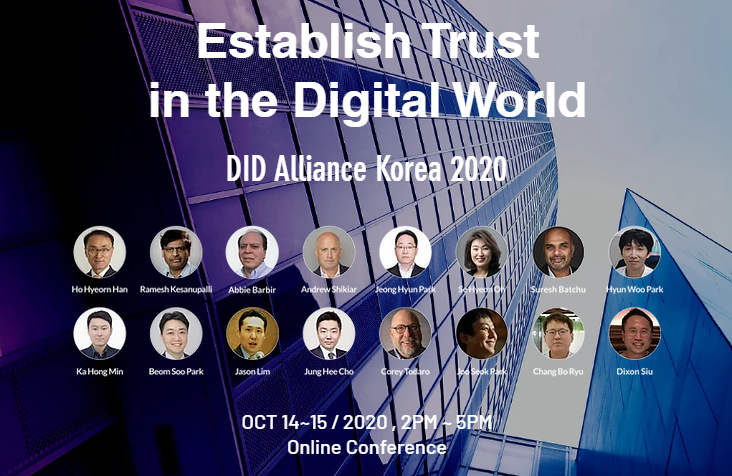 Establish Trust
in the Digital World
DID Alliance Korea 2020
Ho Hyeorn Han Ramesh Kesanupalli Abbie Barbir Andrew Shikiar Jeong Hyun Pask Se Hyeon Oh Suresh Batchu Hyun Woo Park
Ka Hong Min Beom Soo Park Jason Lim Jung Hee Cho Corey Todaro Joo Seok Park Chang Bo Ryu Dixon Siu
OCT 14~15 / 2020 , 2PM ~ 5PM
Online Conference